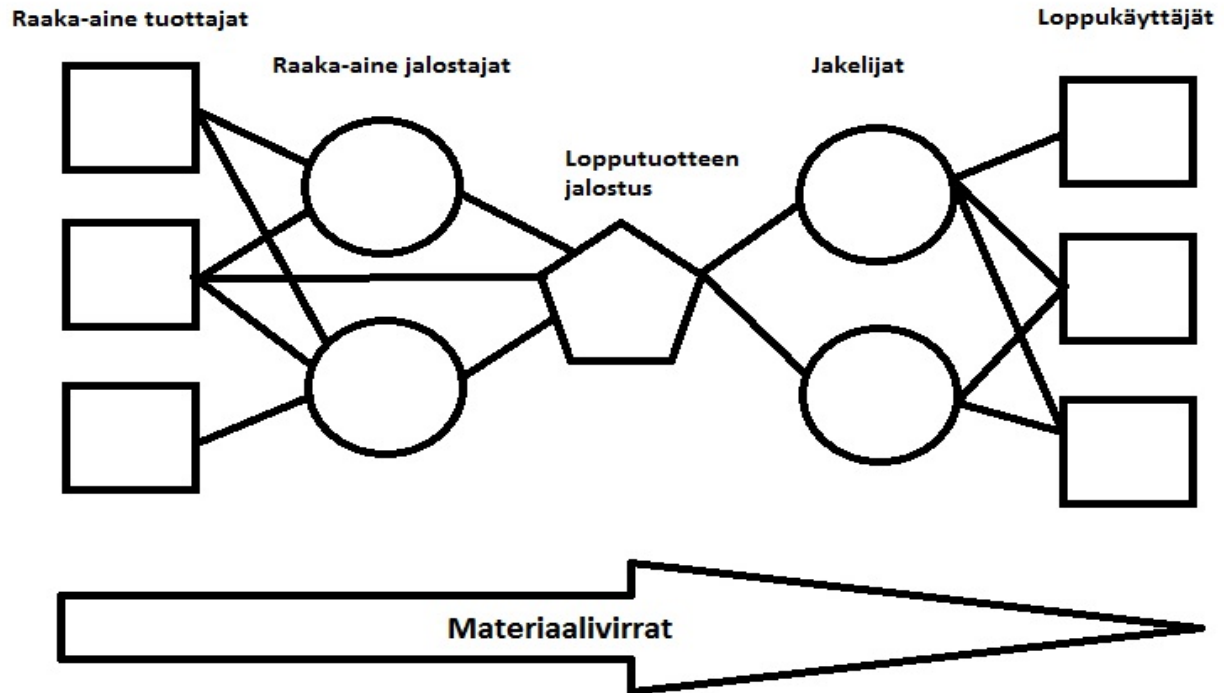 Raaka-aine tuottajat
Raaka-aine jalostajat
Lopputuotteen
jalostus
Jakelijat
Loppukäyttäjät
Materiaalivirrat